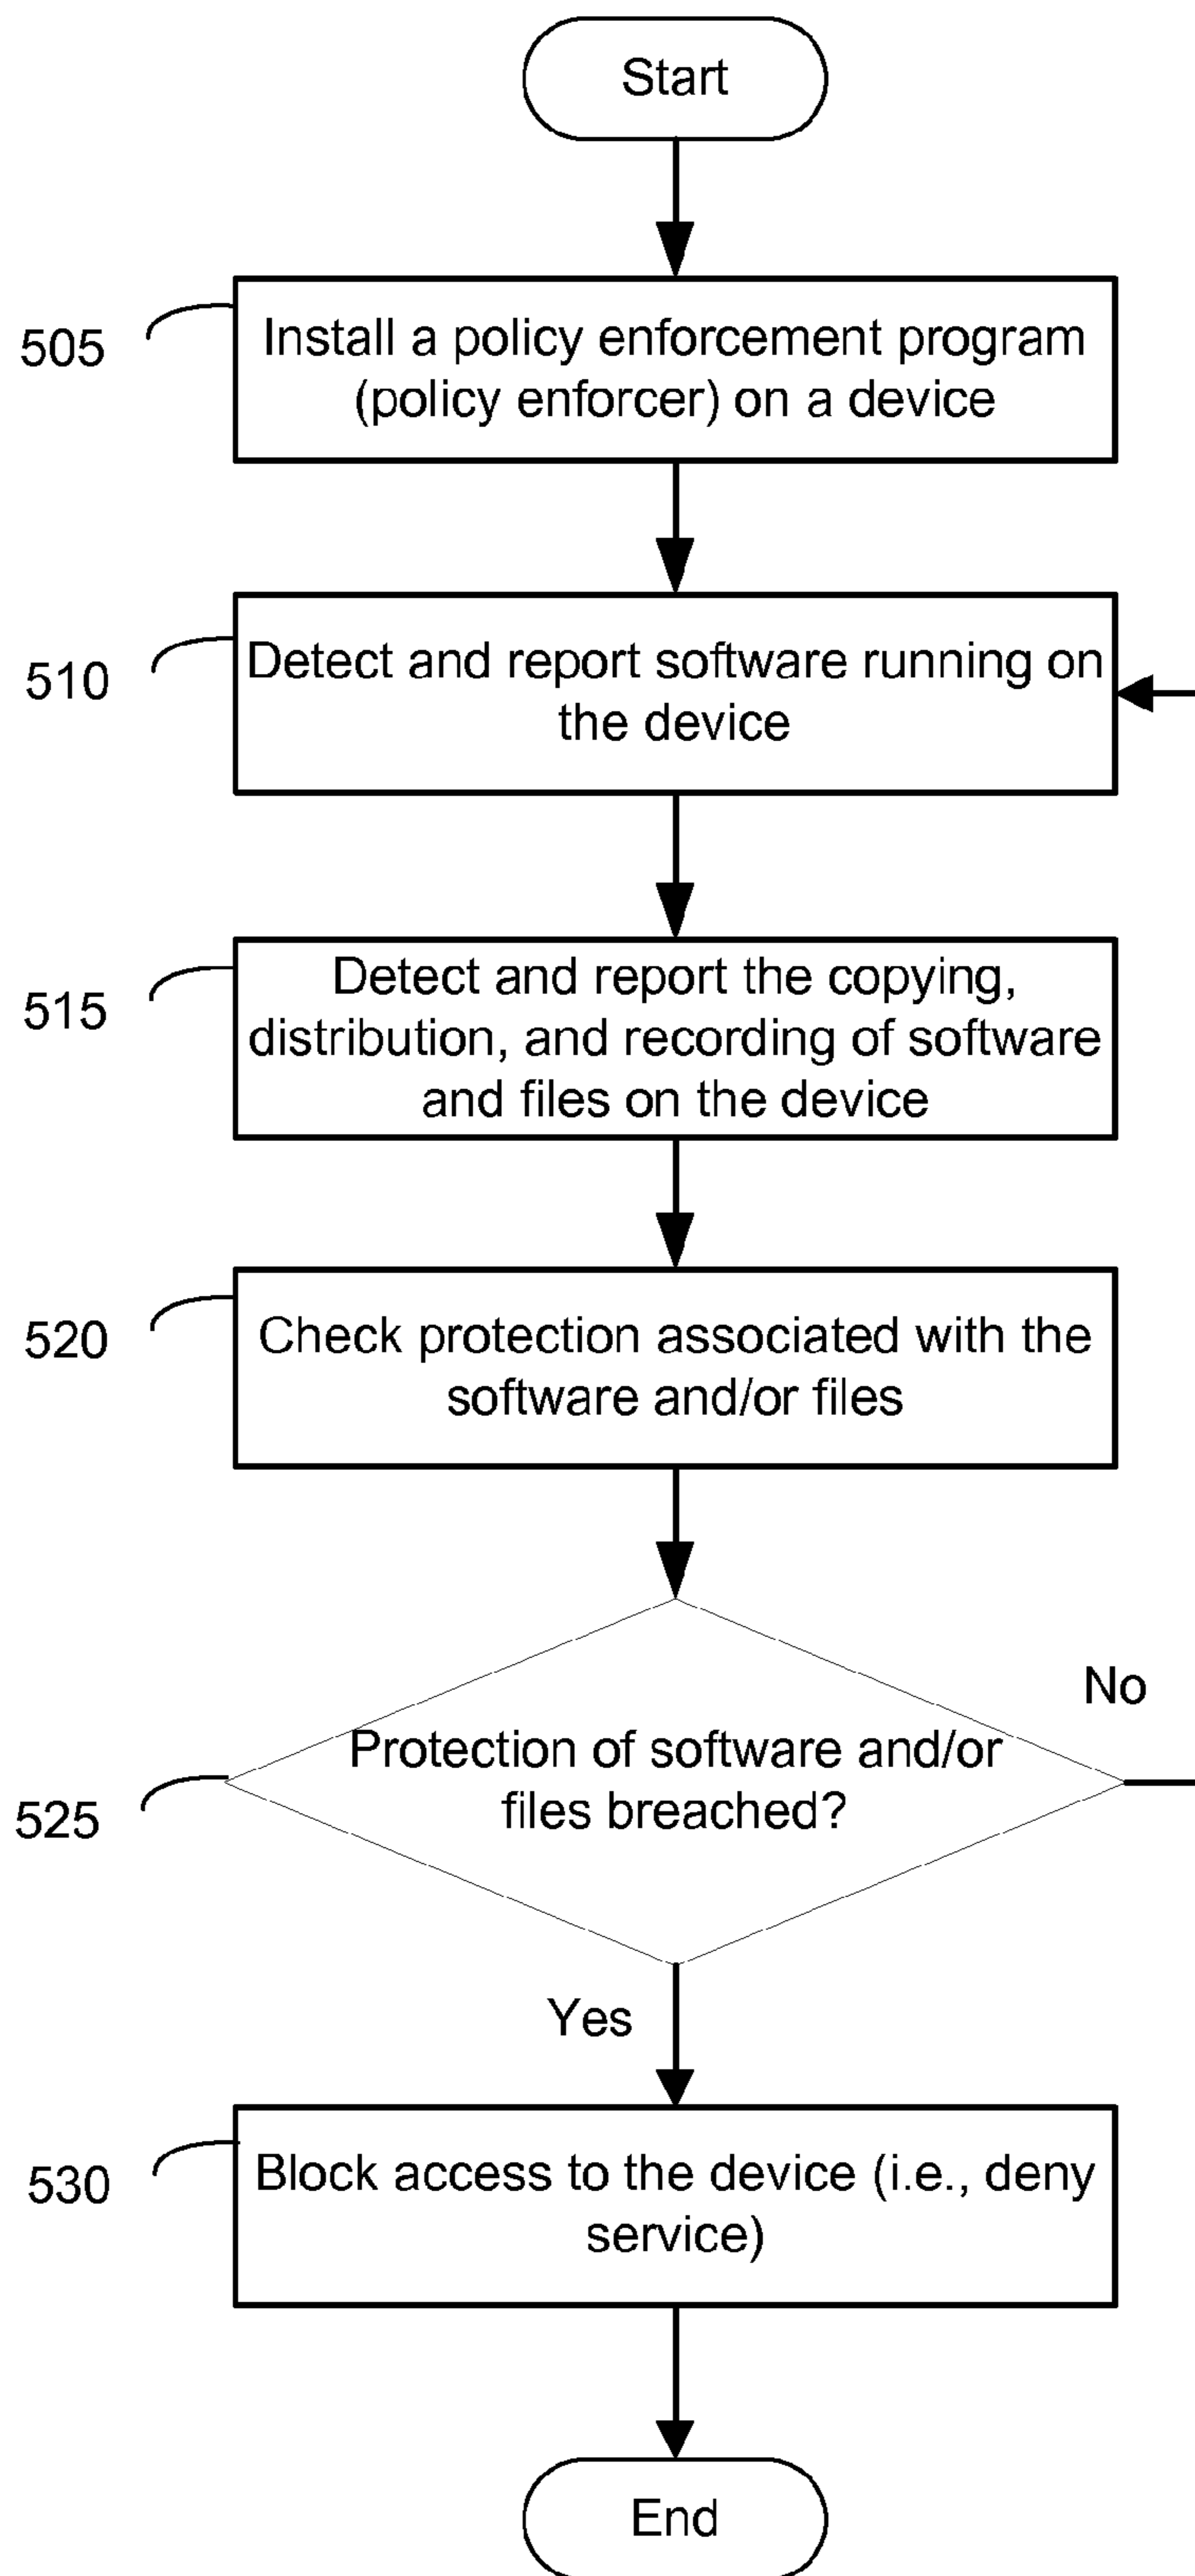 Start
505
Install a policy enforcement program
(policy enforcer) on a device
510
Detect and report software running on
the device
515
Detect and report the copying,
distribution, and recording of software
and files on the device
520
Check protection associated with the
software and/or files
No
525
Protection of software and/or
files breached?
Yes
530
Block access to the device (i.e., deny
service)
End